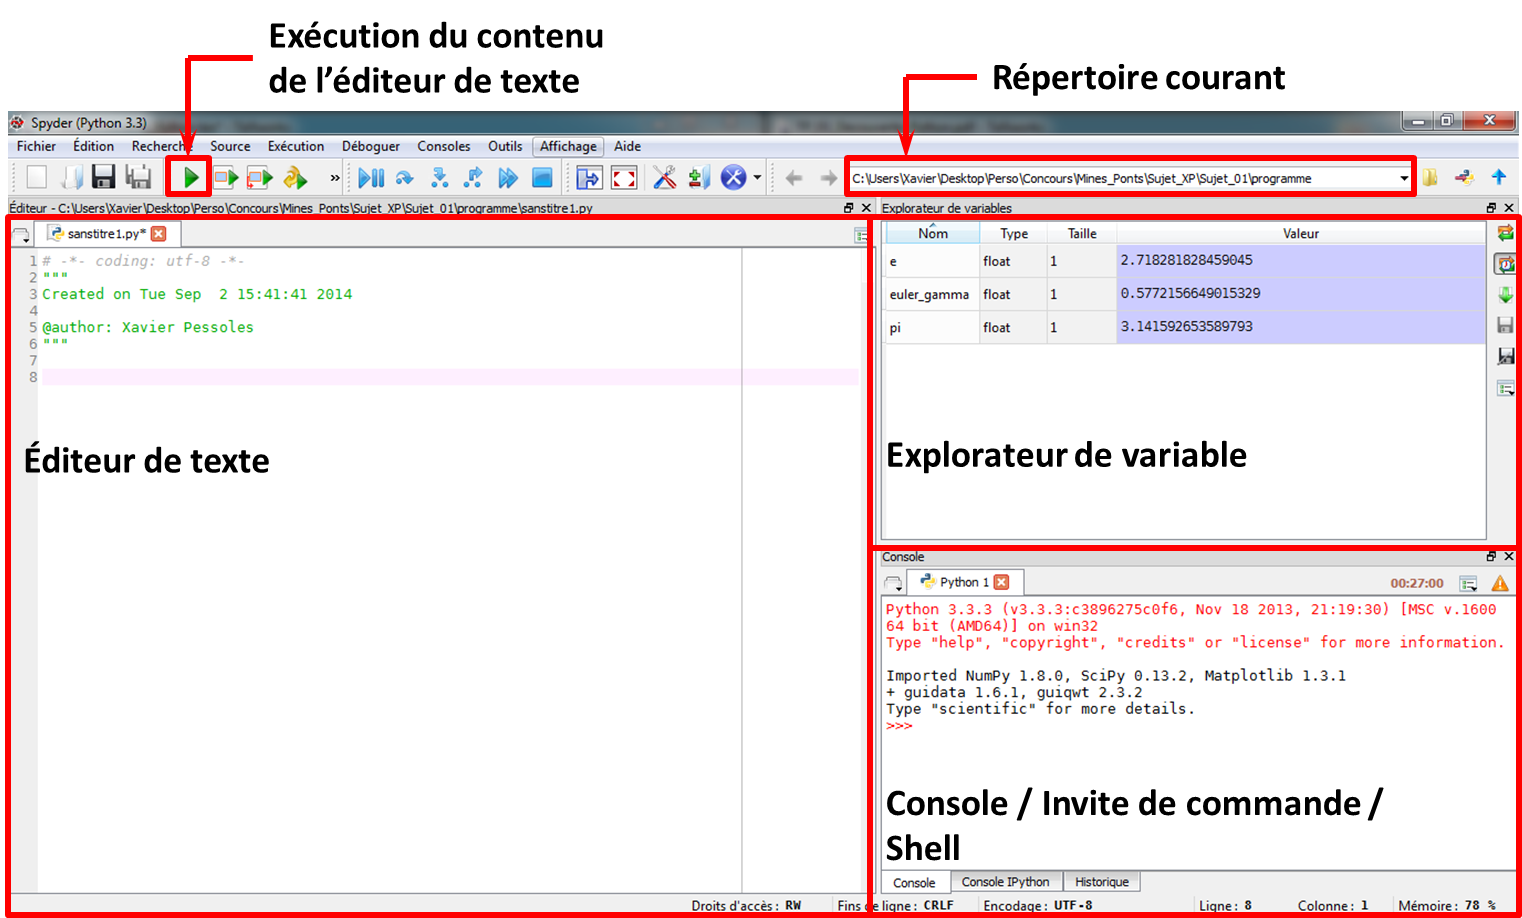 Exécution du contenu
de l'éditeur de texte
Répertoire courant
Spyder (Python 3.3)
Fichier Édition Recherche Source Exécution Déboguer Consoles Outils Affichage Aide
C:\Users\Xavier\Desktop\Perso\Concours\Mines_Ponts\Sujet_XP\Sujet_01\programme
Éditeur - C:\Users\Xavier\Desktop\Perso\Concours\Mines_Ponts\Sujet_XP\Sujet_01\programme\sanstitre1.py
sanstitre1.py*
1 # -*- coding: utf-8 -*-
2 """
3 Created on Tue Sep  2 15:41:41 2014
4
5 @author: Xavier Pessoles
6 """
7
8
Éditeur de texte
Explorateur de variables
Nom Type Taille Valeur
e float 1 2.718281828459045
euler_gamma float 1 0.5772156649015329
pi float 1 3.141592653589793
Explorateur de variable
Console
Python 1 00:27:00
Python 3.3.3 (v3.3.3:c3896275c0f6, Nov 18 2013, 21:19:30) [MSC v.1600
64 bit (AMD64)] on win32
Type "help", "copyright", "credits" or "license" for more information.
Imported NumPy 1.8.0, SciPy 0.13.2, Matplotlib 1.3.1
+ guidata 1.6.1, guiqwt 2.3.2
Type "scientific" for more details.
>>>
Console / Invite de commande /
Shell
Console Console IPython Historique
Droits d'accès : RW Fins de ligne : CRLF Encodage : UTF-8 Ligne : 8 Colonne : 1 Mémoire : 78 %